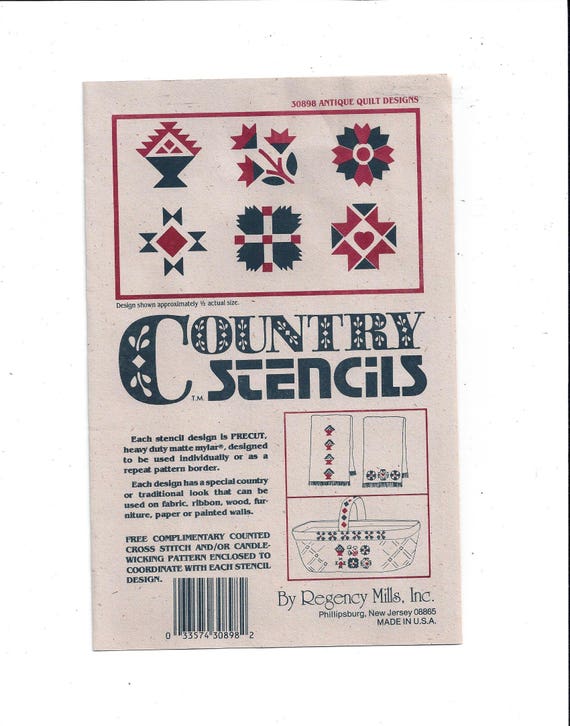 30898 ANTIQUE QUILT DESIGNS
Design shown approximately ½ actual size.
COUNTRY
T.M. STENCILS
Each stencil design is PRECUT,
heavy duty matte mylar®, designed
to be used individually or as a
repeat pattern border.
Each design has a special country
or traditional look that can be
used on fabric, ribbon, wood, fur-
niture, paper or painted walls.
FREE COMPLIMENTARY COUNTED
CROSS STITCH AND/OR CANDLE-
WICKING PATTERN ENCLOSED TO
COORDINATE WITH EACH STENCIL
DESIGN.
0 33574 30898 2
By Regency Mills, Inc.
Phillipsburg, New Jersey 08865
MADE IN U.S.A.